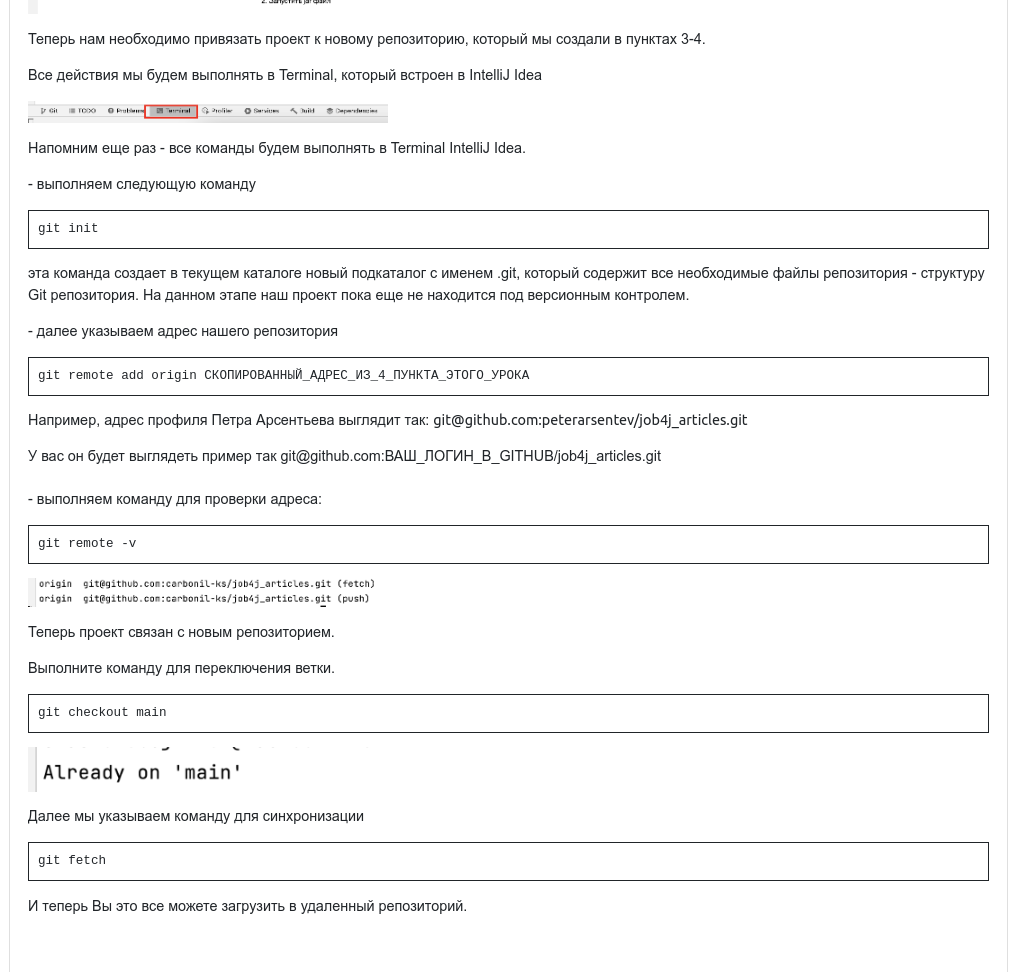 2. Запустить jar файл
Теперь нам необходимо привязать проект к новому репозиторию, который мы создали в пунктах 3-4.
Все действия мы будем выполнять в Terminal, который встроен в IntelliJ Idea
Git TODO Problems Terminal Profiler Services Build Dependencies
Напомним еще раз - все команды будем выполнять в Terminal IntelliJ Idea.
- выполняем следующую команду
git init
эта команда создает в текущем каталоге новый подкаталог с именем .git, который содержит все необходимые файлы репозитория - структуру
Git репозитория. На данном этапе наш проект пока еще не находится под версионным контролем.
- далее указываем адрес нашего репозитория
git remote add origin СКОПИРОВАННЫЙ_АДРЕС_ИЗ_4_ПУНКТА_ЭТОГО_УРОКА
Например, адрес профиля Петра Арсентьева выглядит так: git@github.com:peterarsentev/job4j_articles.git
У вас он будет выглядеть пример так git@github.com:ВАШ_ЛОГИН_В_GITHUB/job4j_articles.git
- выполняем команду для проверки адреса:
git remote -v
origin git@github.com:carbonil-ks/job4j_articles.git (fetch)
origin git@github.com:carbonil-ks/job4j_articles.git (push)
Теперь проект связан с новым репозиторием.
Выполните команду для переключения ветки.
git checkout main
Already on 'main'
Далее мы указываем команду для синхронизации
git fetch
И теперь Вы это все можете загрузить в удаленный репозиторий.